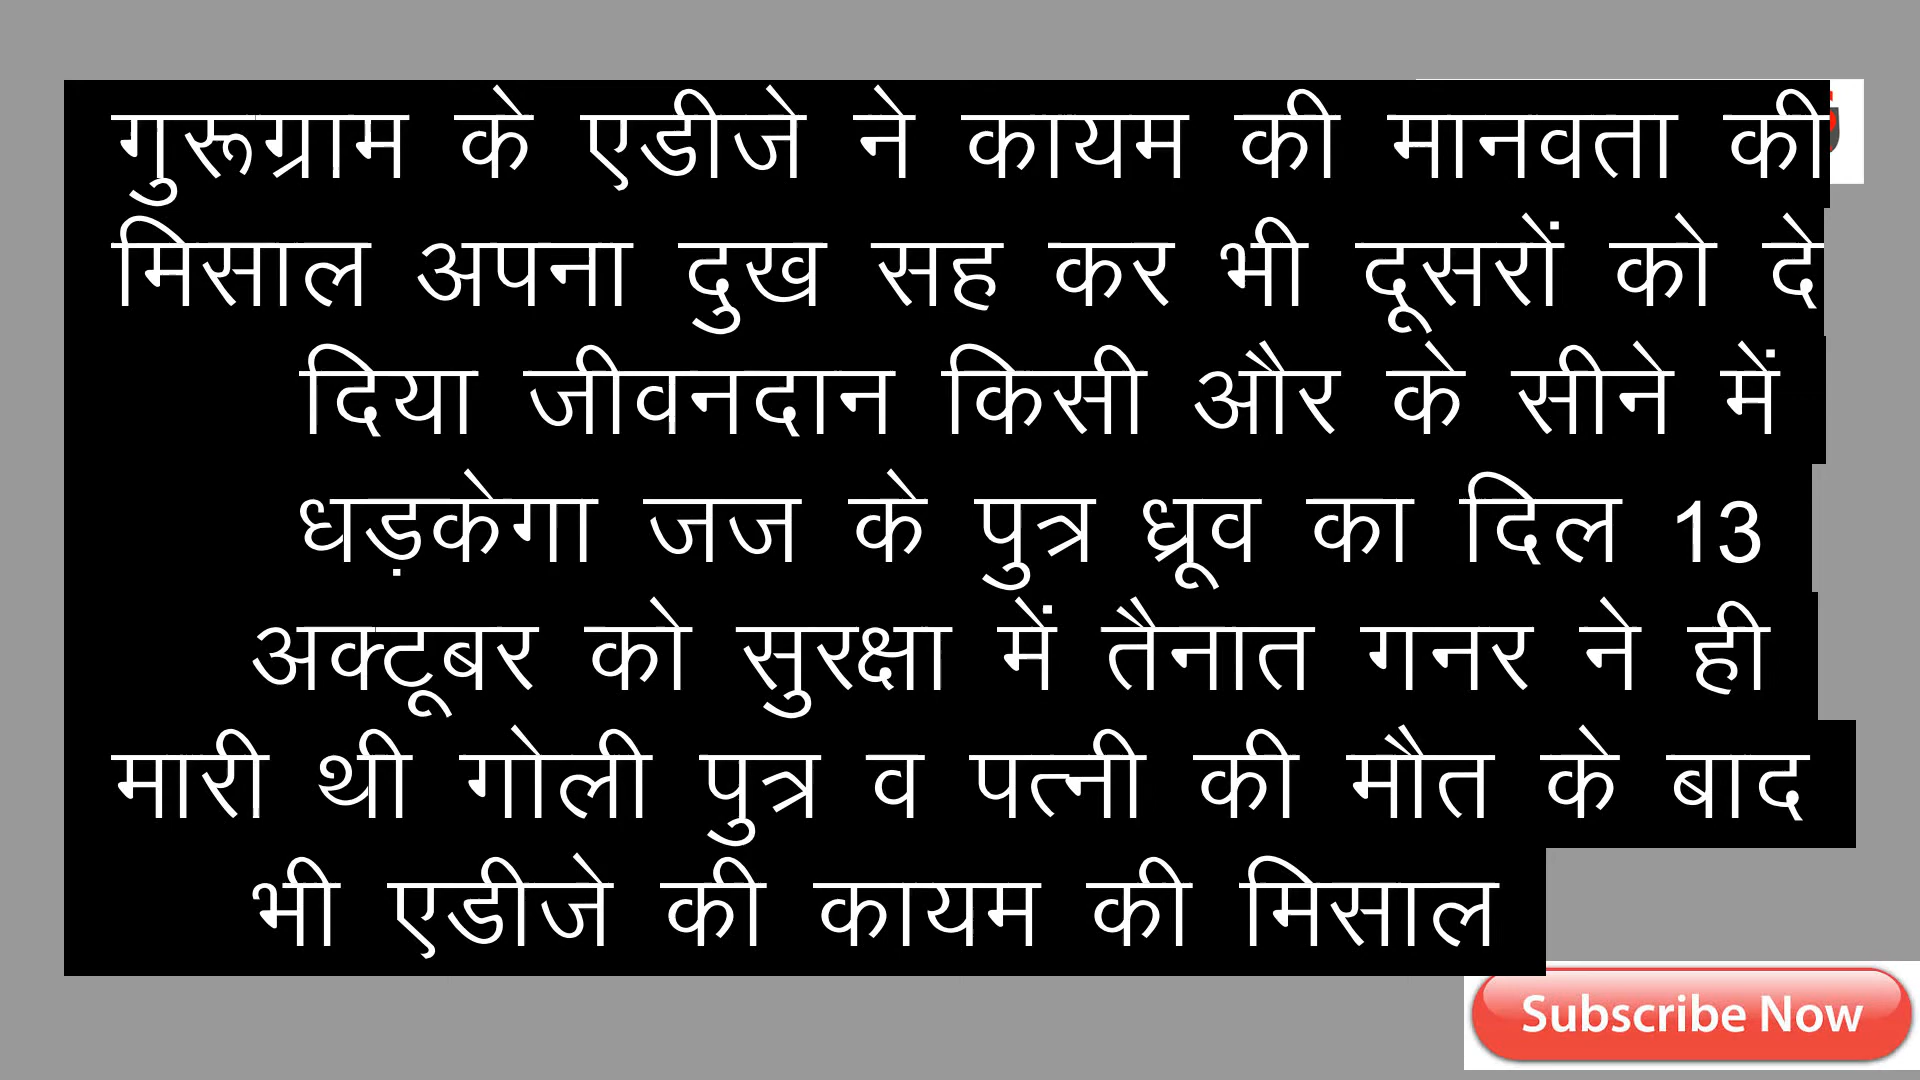 गुरूग्राम के एडीजे ने कायम की मानवता की
मिसाल अपना दुख सह कर भी दूसरों को दे
दिया जीवनदान किसी और के सीने में
धड़केगा जज के पुत्र ध्रूव का दिल 13
अक्टूबर को सुरक्षा में तैनात गनर ने ही
मारी थी गोली पुत्र व पत्नी की मौत के बाद
भी एडीजे की कायम की मिसाल
Subscribe Now